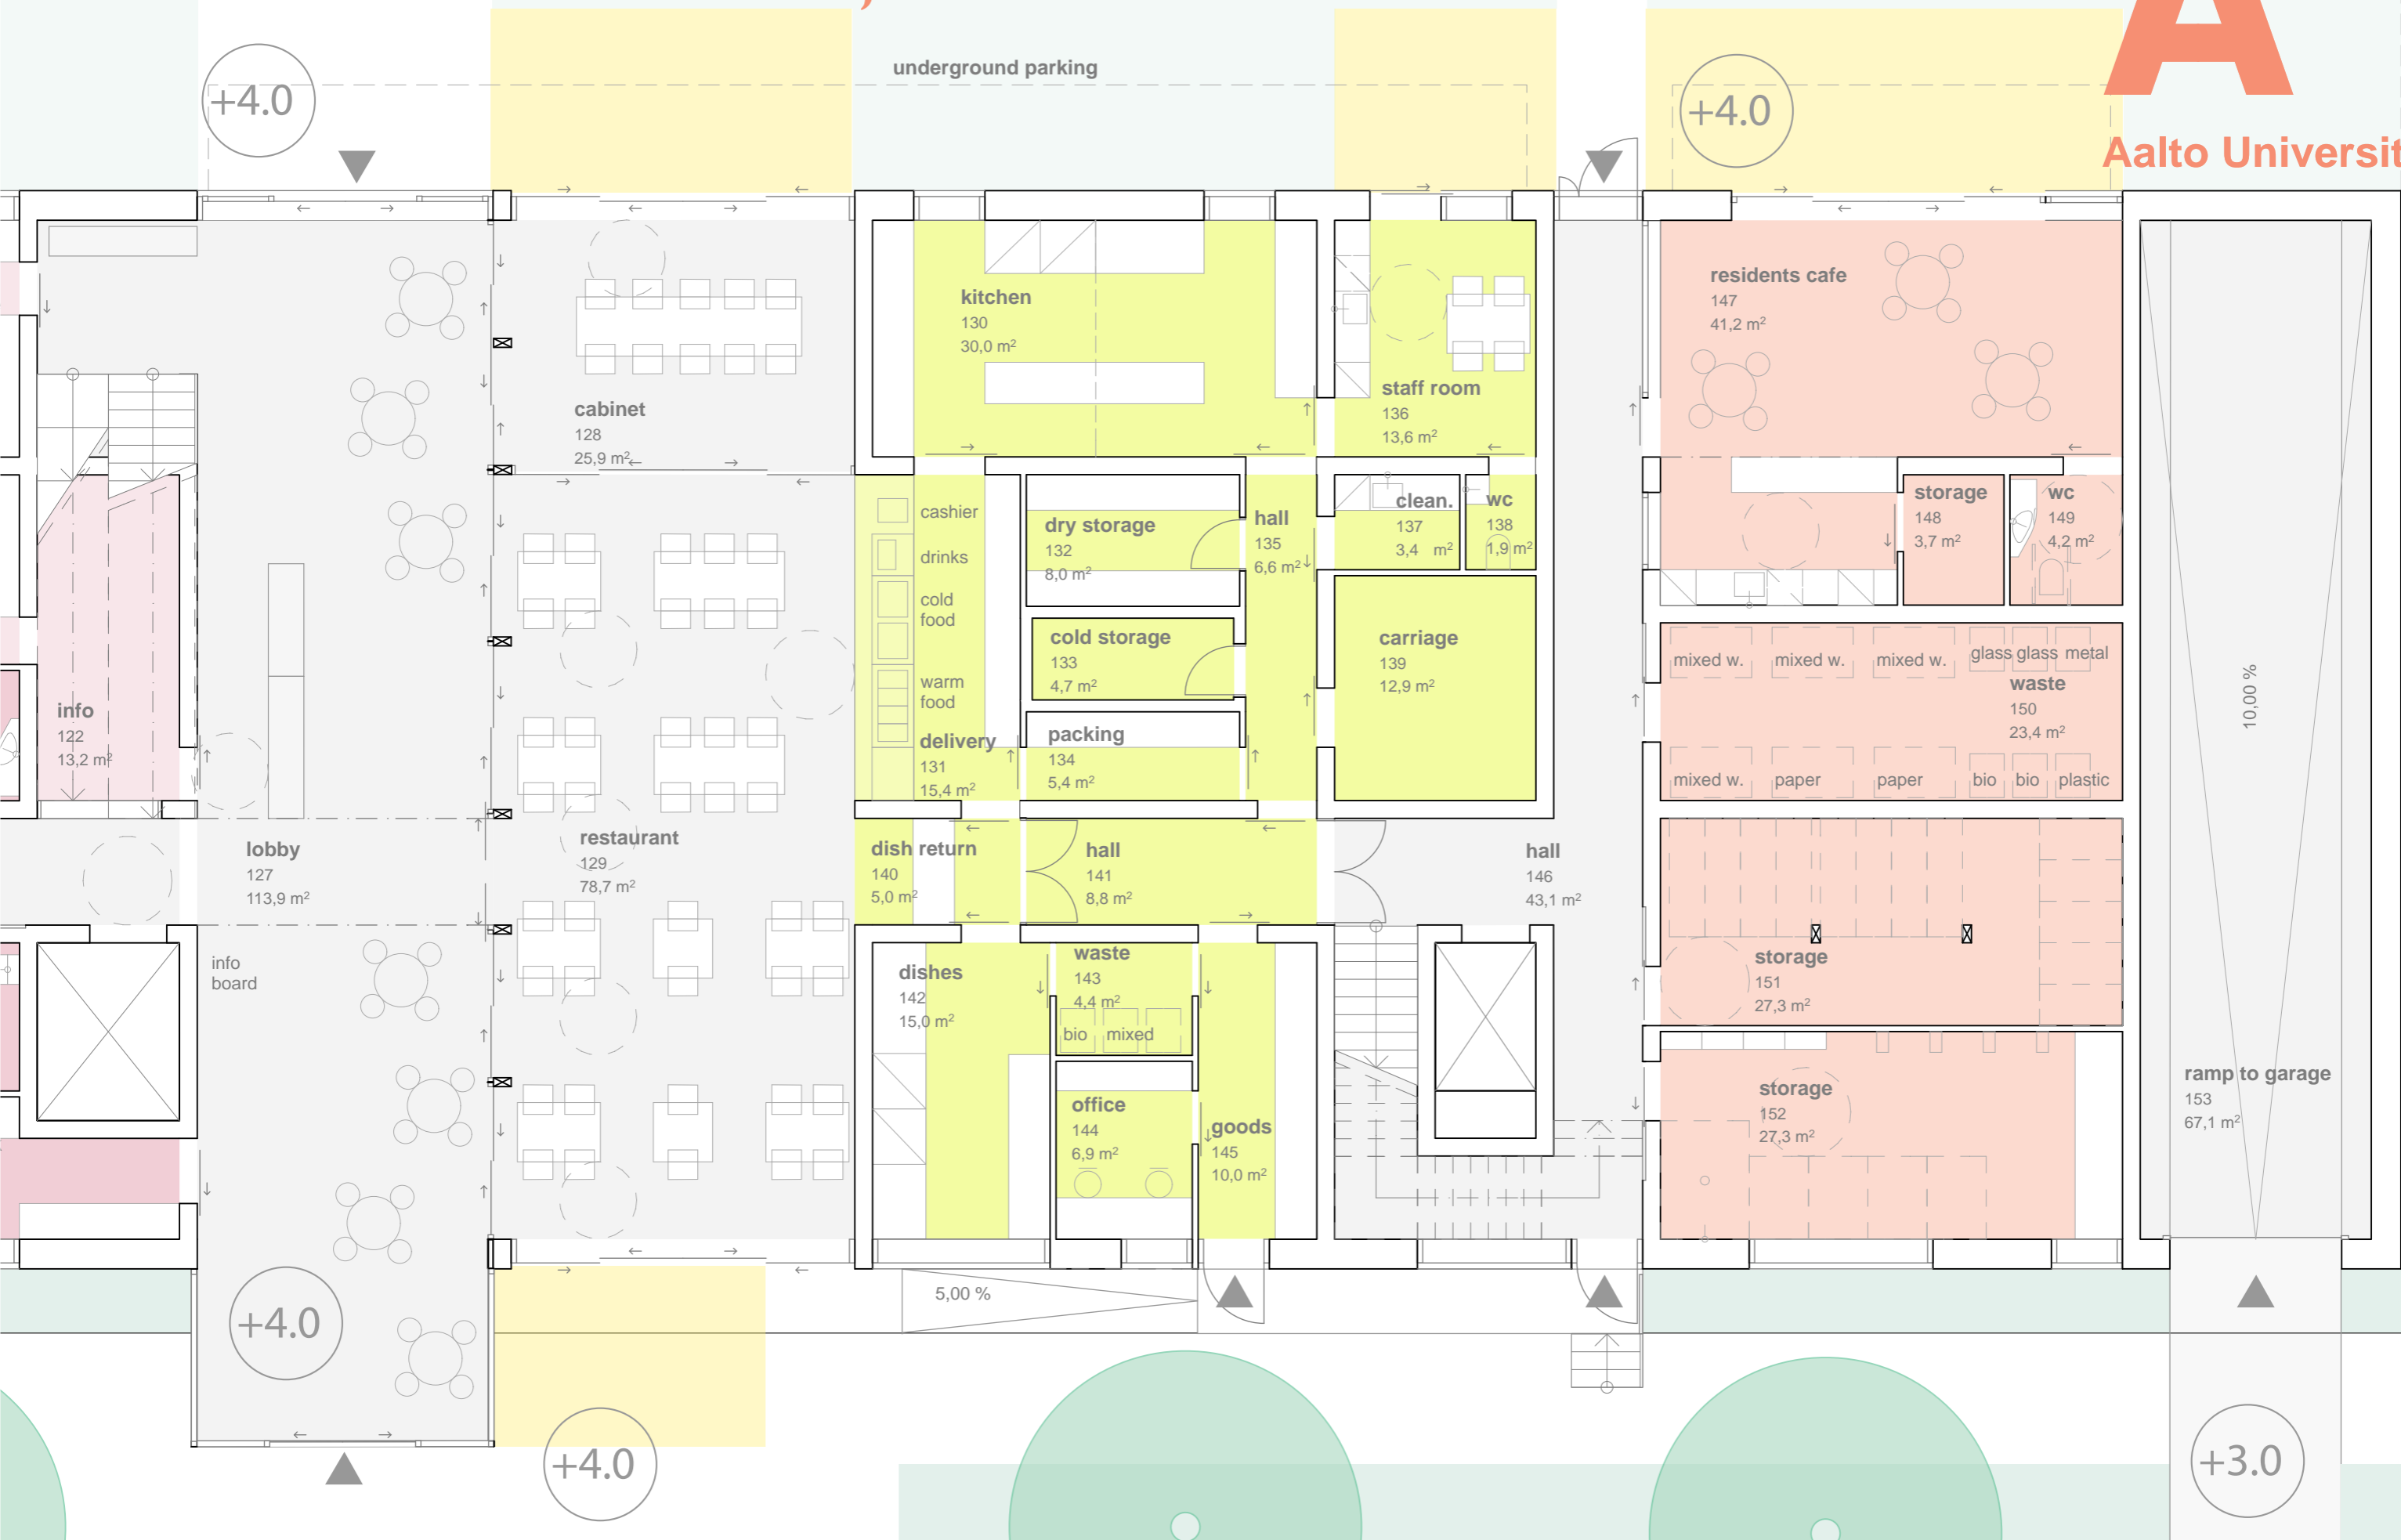 A
Aalto Universit
underground parking
+4.0
+4.0
kitchen
130
30,0 m²
residents cafe
147
41,2 m²
cabinet
128
25,9 m²
staff room
136
13,6 m²
cashier
drinks
cold
food
warm
food
delivery
131
15,4 m²
dry storage
132
8,0 m²
hall
135
6,6 m²
clean.
137
3,4 m²
wc
138
1,9 m²
storage
148
3,7 m²
wc
149
4,2 m²
cold storage
133
4,7 m²
carriage
139
12,9 m²
mixed w.
mixed w.
mixed w.
glass
glass
metal
waste
150
23,4 m²
mixed w.
paper
paper
bio
bio
plastic
10,00 %
info
122
13,2 m²
packing
134
5,4 m²
lobby
127
113,9 m²
restaurant
129
78,7 m²
dish return
140
5,0 m²
hall
141
8,8 m²
hall
146
43,1 m²
info
board
dishes
142
15,0 m²
waste
143
4,4 m²
bio
mixed
storage
151
27,3 m²
office
144
6,9 m²
goods
145
10,0 m²
storage
152
27,3 m²
ramp to garage
153
67,1 m²
5,00 %
+4.0
+4.0
+3.0